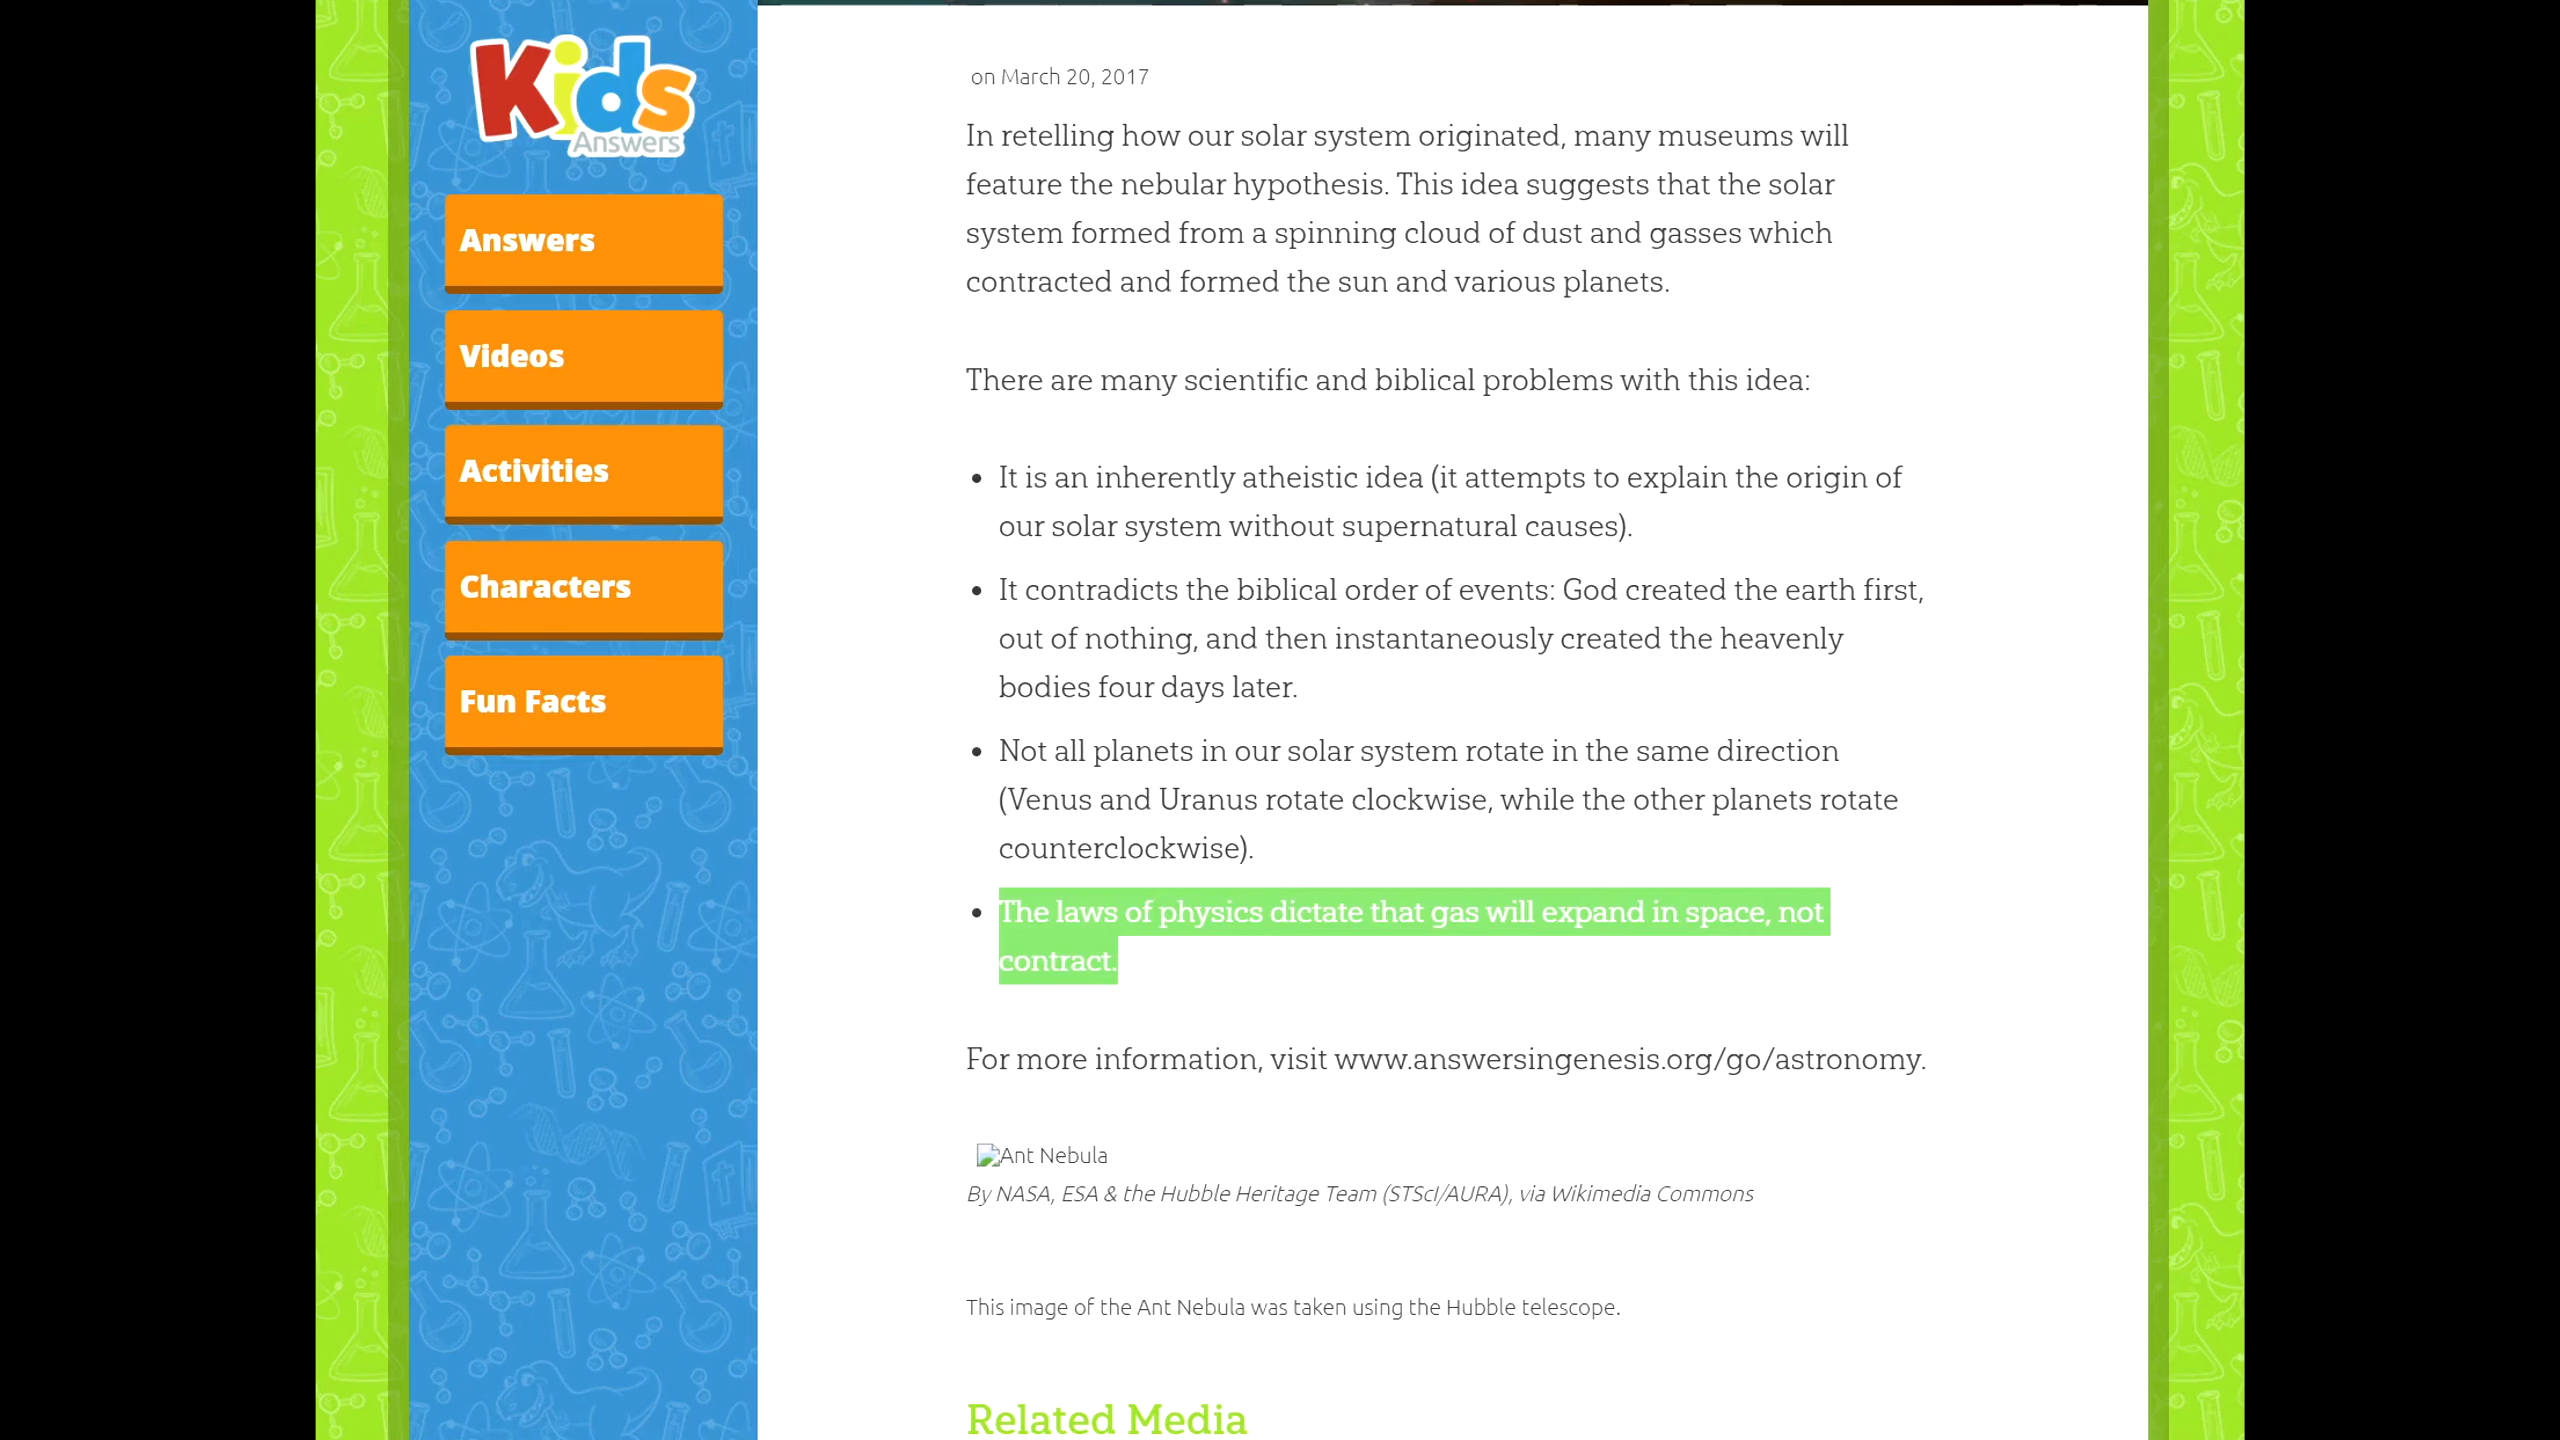 Kids
Answers
Answers
Videos
Activities
Characters
Fun Facts
on March 20, 2017
In retelling how our solar system originated, many museums will
feature the nebular hypothesis. This idea suggests that the solar
system formed from a spinning cloud of dust and gasses which
contracted and formed the sun and various planets.
There are many scientific and biblical problems with this idea:
• It is an inherently atheistic idea (it attempts to explain the origin of
our solar system without supernatural causes).
• It contradicts the biblical order of events: God created the earth first,
out of nothing, and then instantaneously created the heavenly
bodies four days later.
• Not all planets in our solar system rotate in the same direction
(Venus and Uranus rotate clockwise, while the other planets rotate
counterclockwise).
• The laws of physics dictate that gas will expand in space, not
contract.
For more information, visit www.answersingenesis.org/go/astronomy.
Ant Nebula
By NASA, ESA & the Hubble Heritage Team (STScI/AURA), via Wikimedia Commons
This image of the Ant Nebula was taken using the Hubble telescope.
Related Media